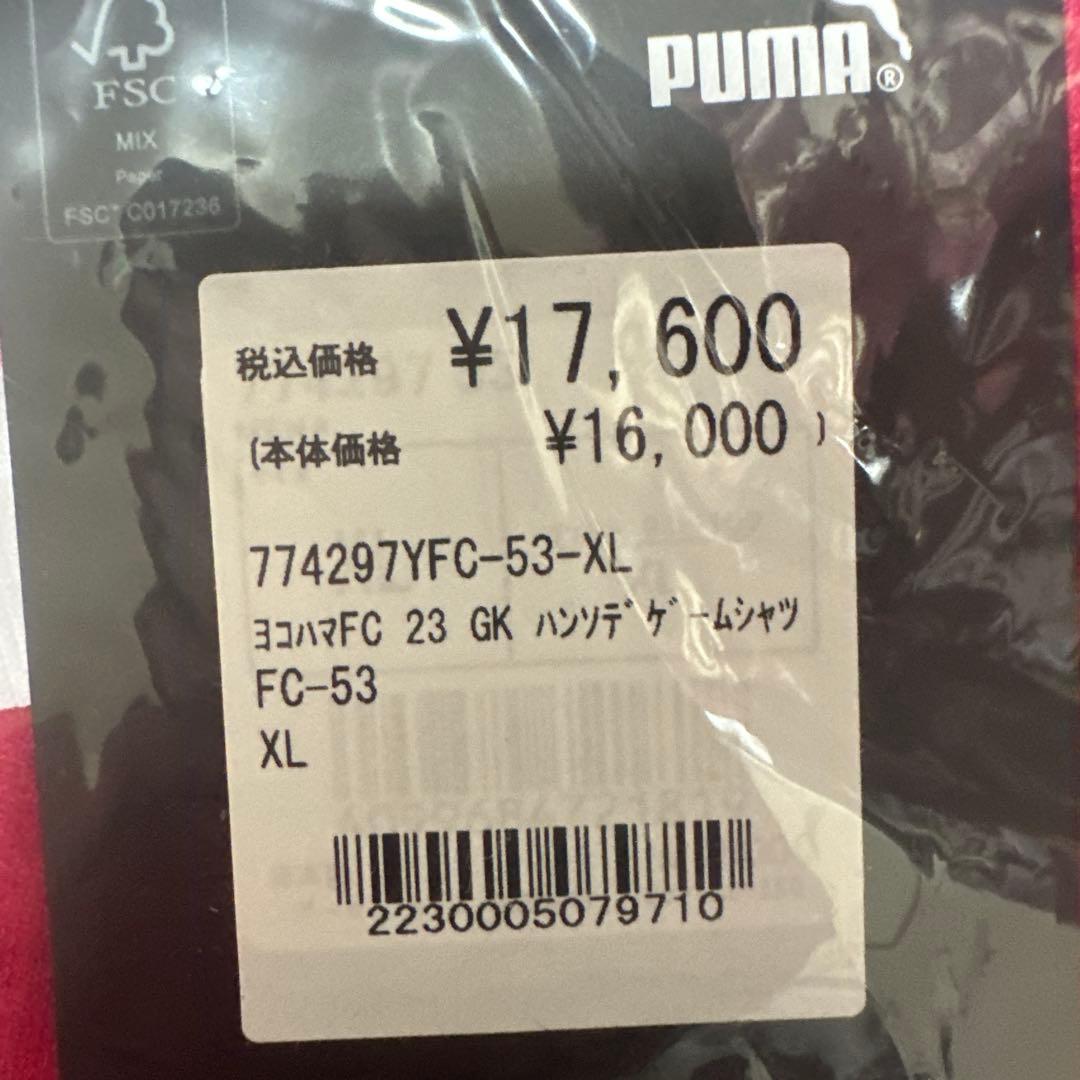 FSC
MIX
Paper
FSC™ C017236
PUMA®
税込価格 ¥17,600
(本体価格 ¥16,000 )
774297YFC-53-XL
ﾖｺﾊﾏFC 23 GK ﾊﾝｿﾃﾞｹﾞｰﾑｼｬﾂ
FC-53
XL
2230005079710